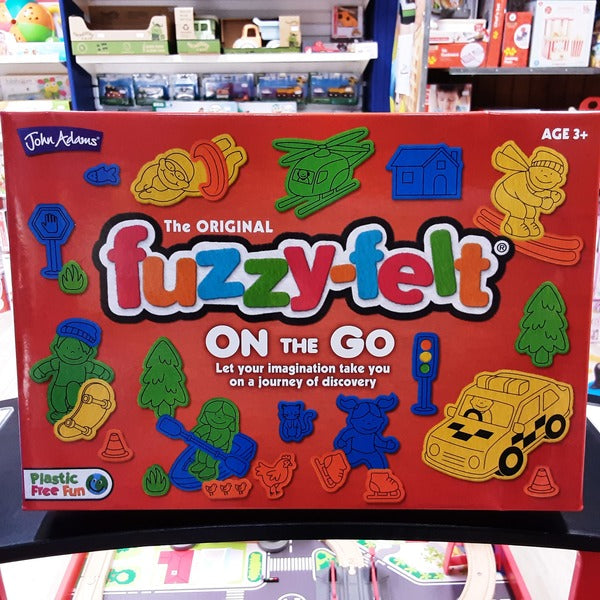 John Adams
AGE 3+
The ORIGINAL
fuzzy-felt®
ON THE GO
Let your imagination take you
on a journey of discovery
Plastic
Free Fun